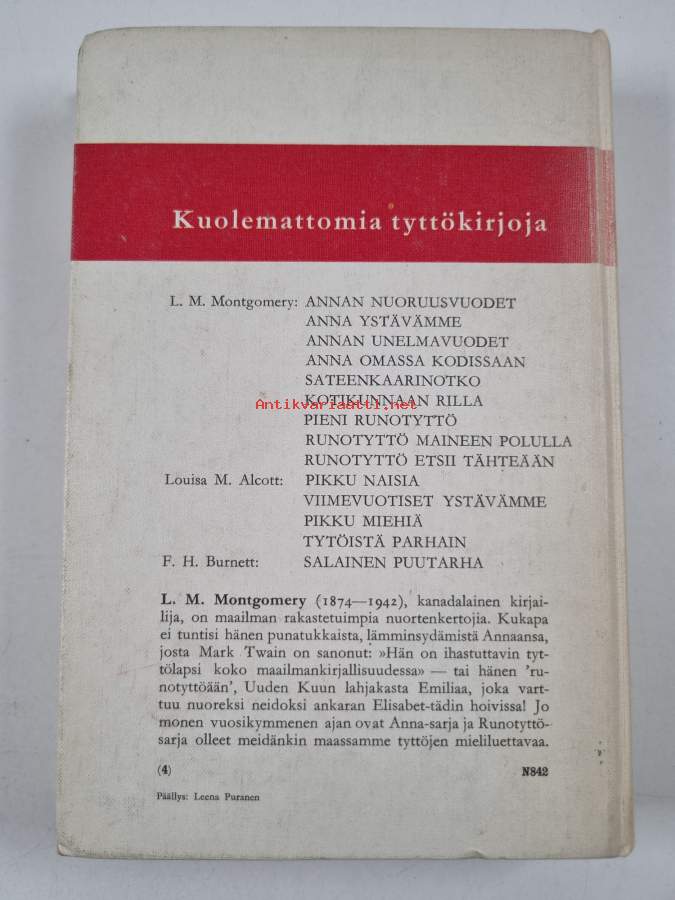 Kuolemattomia tyttökirjoja
L. M. Montgomery: ANNAN NUORUUSVUODET
ANNA YSTÄVÄMME
ANNAN UNELMAVUODET
ANNA OMASSA KODISSAAN
SATEENKAARINOTKO
KOTIKUNNAAN RILLA
Antikvariaatti.net
PIENI RUNOTYTTÖ
RUNOTYTTÖ MAINEEN POLULLA
RUNOTYTTÖ ETSII TÄHTEÄÄN
Louisa M. Alcott: PIKKU NAISIA
VIIMEVUOTISET YSTÄVÄMME
PIKKU MIEHIÄ
TYTÖISTÄ PARHAIN
F. H. Burnett: SALAINEN PUUTARHA
L. M. Montgomery (1874—1942), kanadalainen kirjai-
lija, on maailman rakastetuimpia nuortenkertojia. Kukapa
ei tuntisi hänen punatukkaista, lämminsydämistä Annaansa,
josta Mark Twain on sanonut: »Hän on ihastuttavin tyt-
tölapsi koko maailmankirjallisuudessa» — tai hänen 'ru-
notyttöään', Uuden Kuun lahjakasta Emiliaa, joka vart-
tuu nuoreksi neidoksi ankaran Elisabet-tädin hoivissa! Jo
monen vuosikymmenen ajan ovat Anna-sarja ja Runotyttö-
sarja olleet meidänkin maassamme tyttöjen mieliluettavaa.
(4) N842
Päällys: Leena Puranen